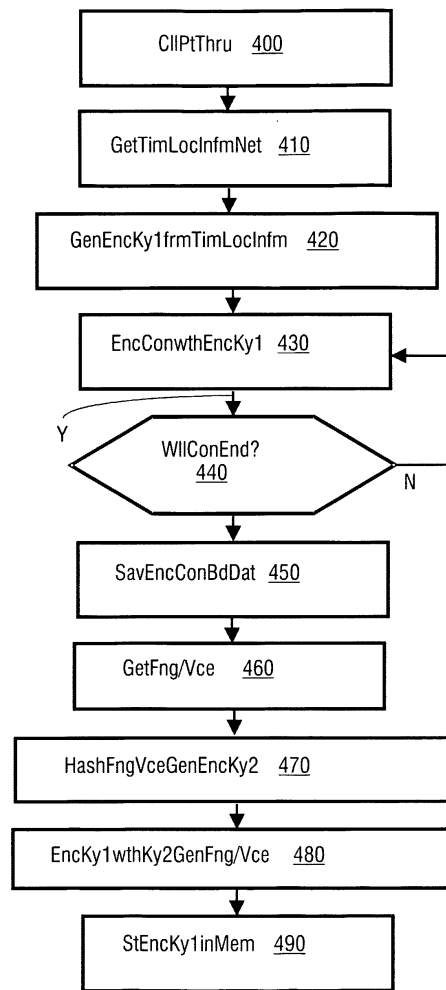 CllPtThru 400
GetTimLocInfmNet 410
GenEncKy1frmTimLocInfm 420
EncConwthEncKy1 430
Y
WllConEnd?
440
N
SavEncConBdDat 450
GetFng/Vce 460
HashFngVceGenEncKy2 470
EncKy1wthKy2GenFng/Vce 480
StEncKy1inMem 490